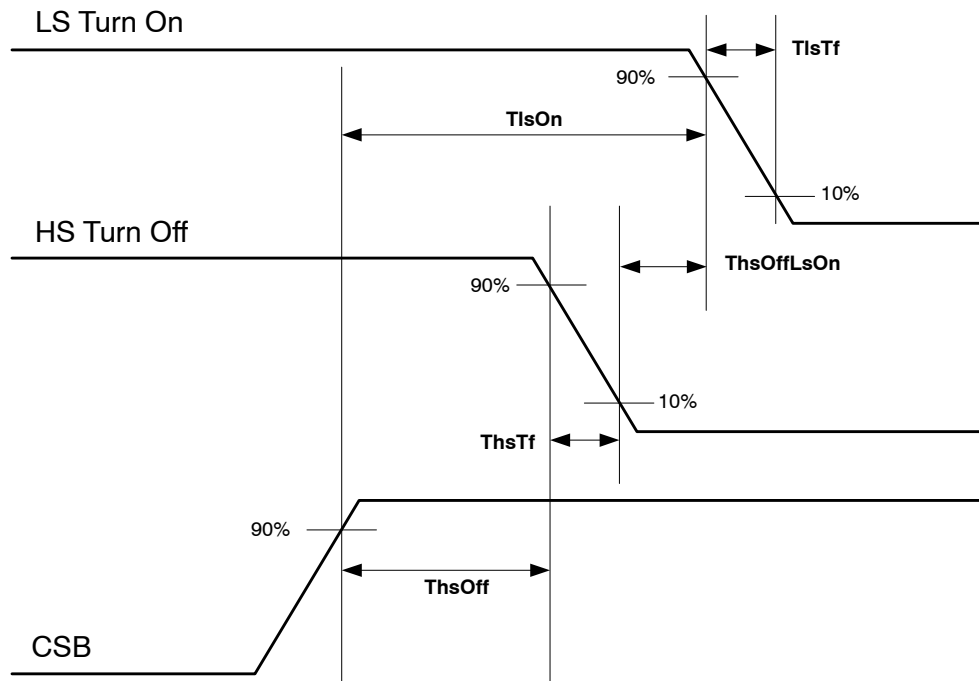 LS Turn On
TlsTf
90%
TlsOn
10%
HS Turn Off
ThsOffLsOn
90%
10%
ThsTf
90%
ThsOff
CSB